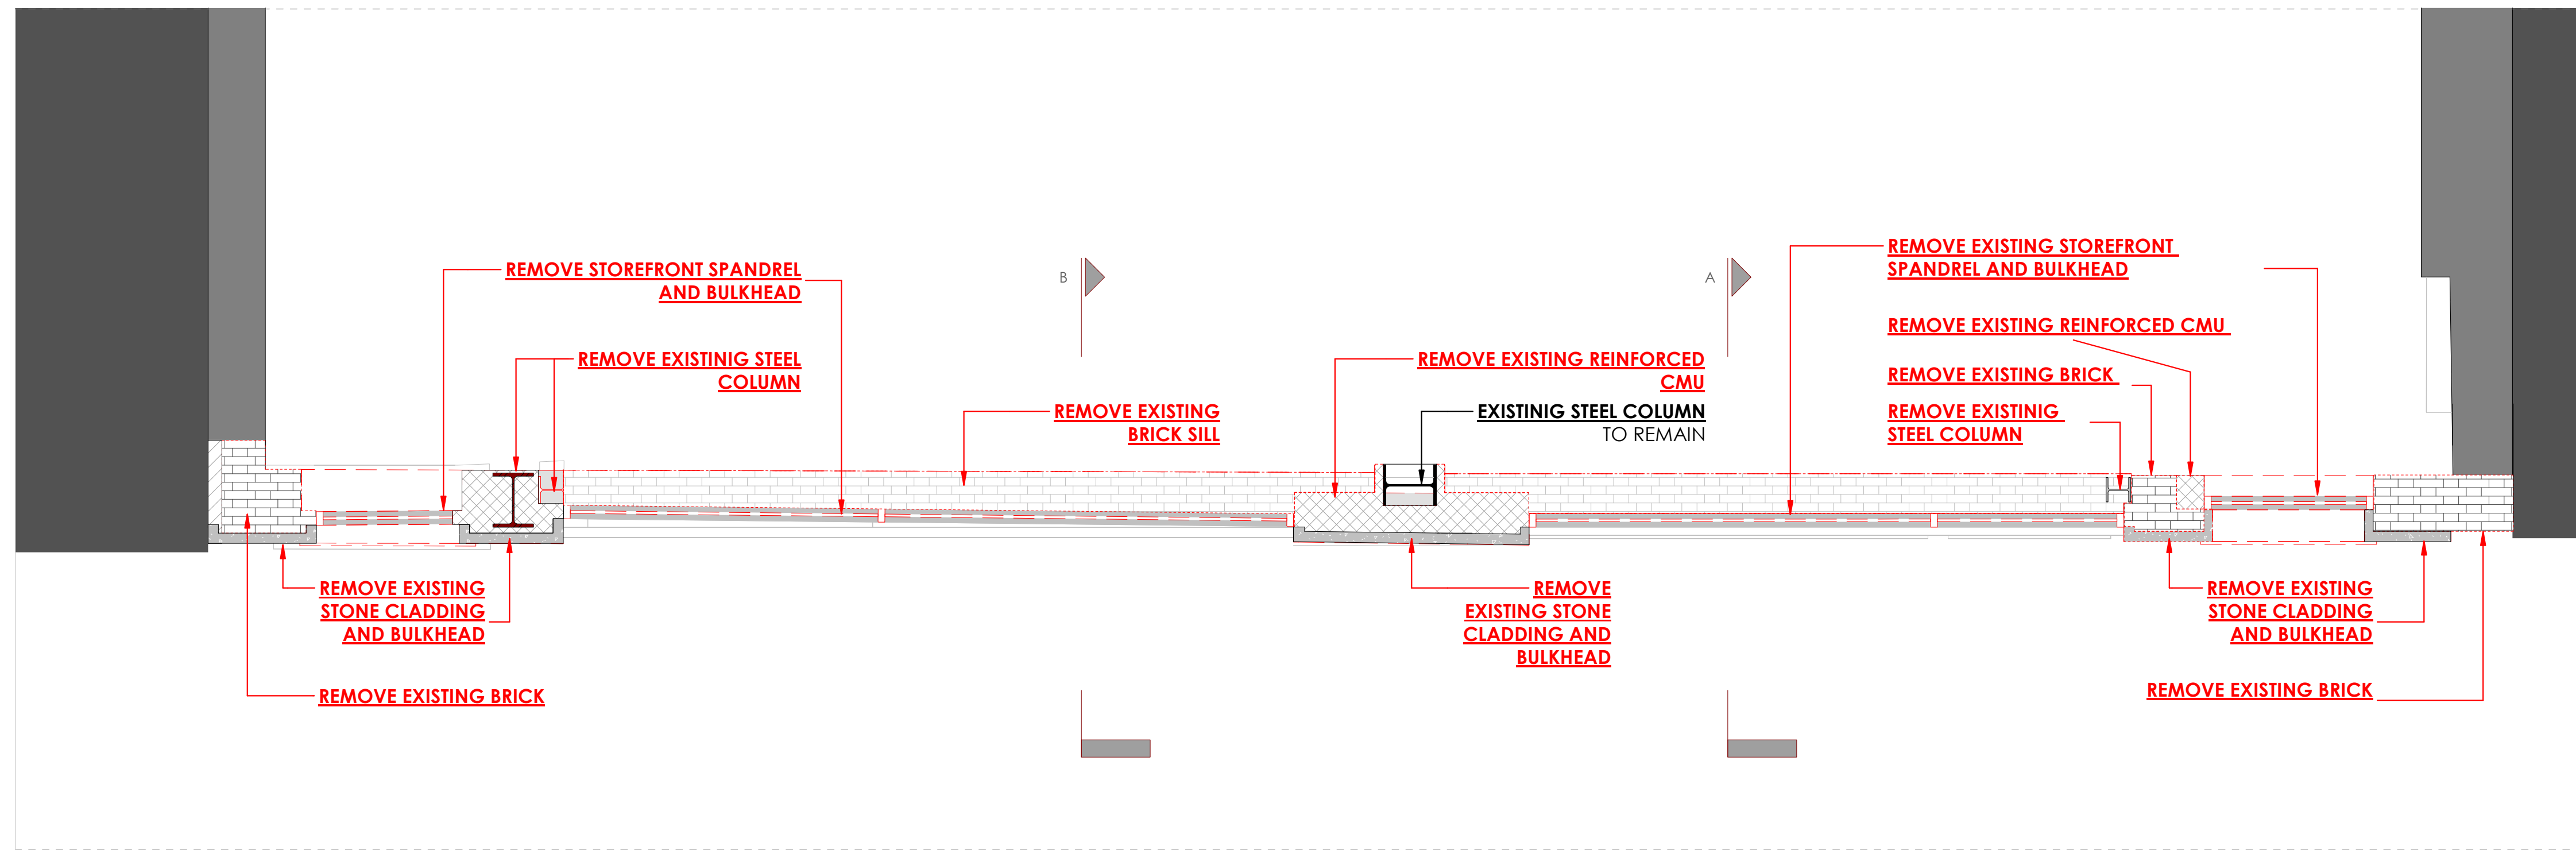 REMOVE STOREFRONT SPANDREL
AND BULKHEAD
REMOVE EXISTINIG STEEL
COLUMN
REMOVE EXISTING
BRICK SILL
B
A
REMOVE EXISTING REINFORCED
CMU
EXISTINIG STEEL COLUMN
TO REMAIN
REMOVE EXISTING STOREFRONT
SPANDREL AND BULKHEAD
REMOVE EXISTING REINFORCED CMU
REMOVE EXISTING BRICK
REMOVE EXISTINIG
STEEL COLUMN
REMOVE EXISTING
STONE CLADDING
AND BULKHEAD
REMOVE EXISTING BRICK
REMOVE
EXISTING STONE
CLADDING AND
BULKHEAD
REMOVE EXISTING
STONE CLADDING
AND BULKHEAD
REMOVE EXISTING BRICK